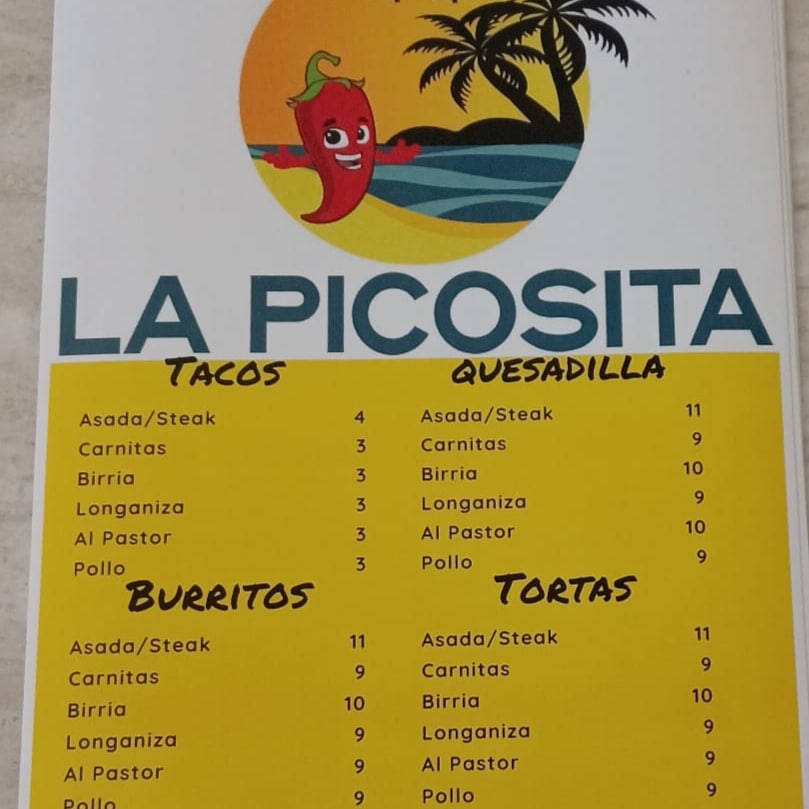 LA PICOSITA
TACOS
Asada/Steak 4
Carnitas 3
Birria 3
Longaniza 3
Al Pastor 3
Pollo 3
QUESADILLA
Asada/Steak 11
Carnitas 9
Birria 10
Longaniza 9
Al Pastor 10
Pollo 9
BURRITOS
Asada/Steak 11
Carnitas 9
Birria 10
Longaniza 9
Al Pastor 9
Pollo 9
TORTAS
Asada/Steak 11
Carnitas 9
Birria 10
Longaniza 9
Al Pastor 9
Pollo 9